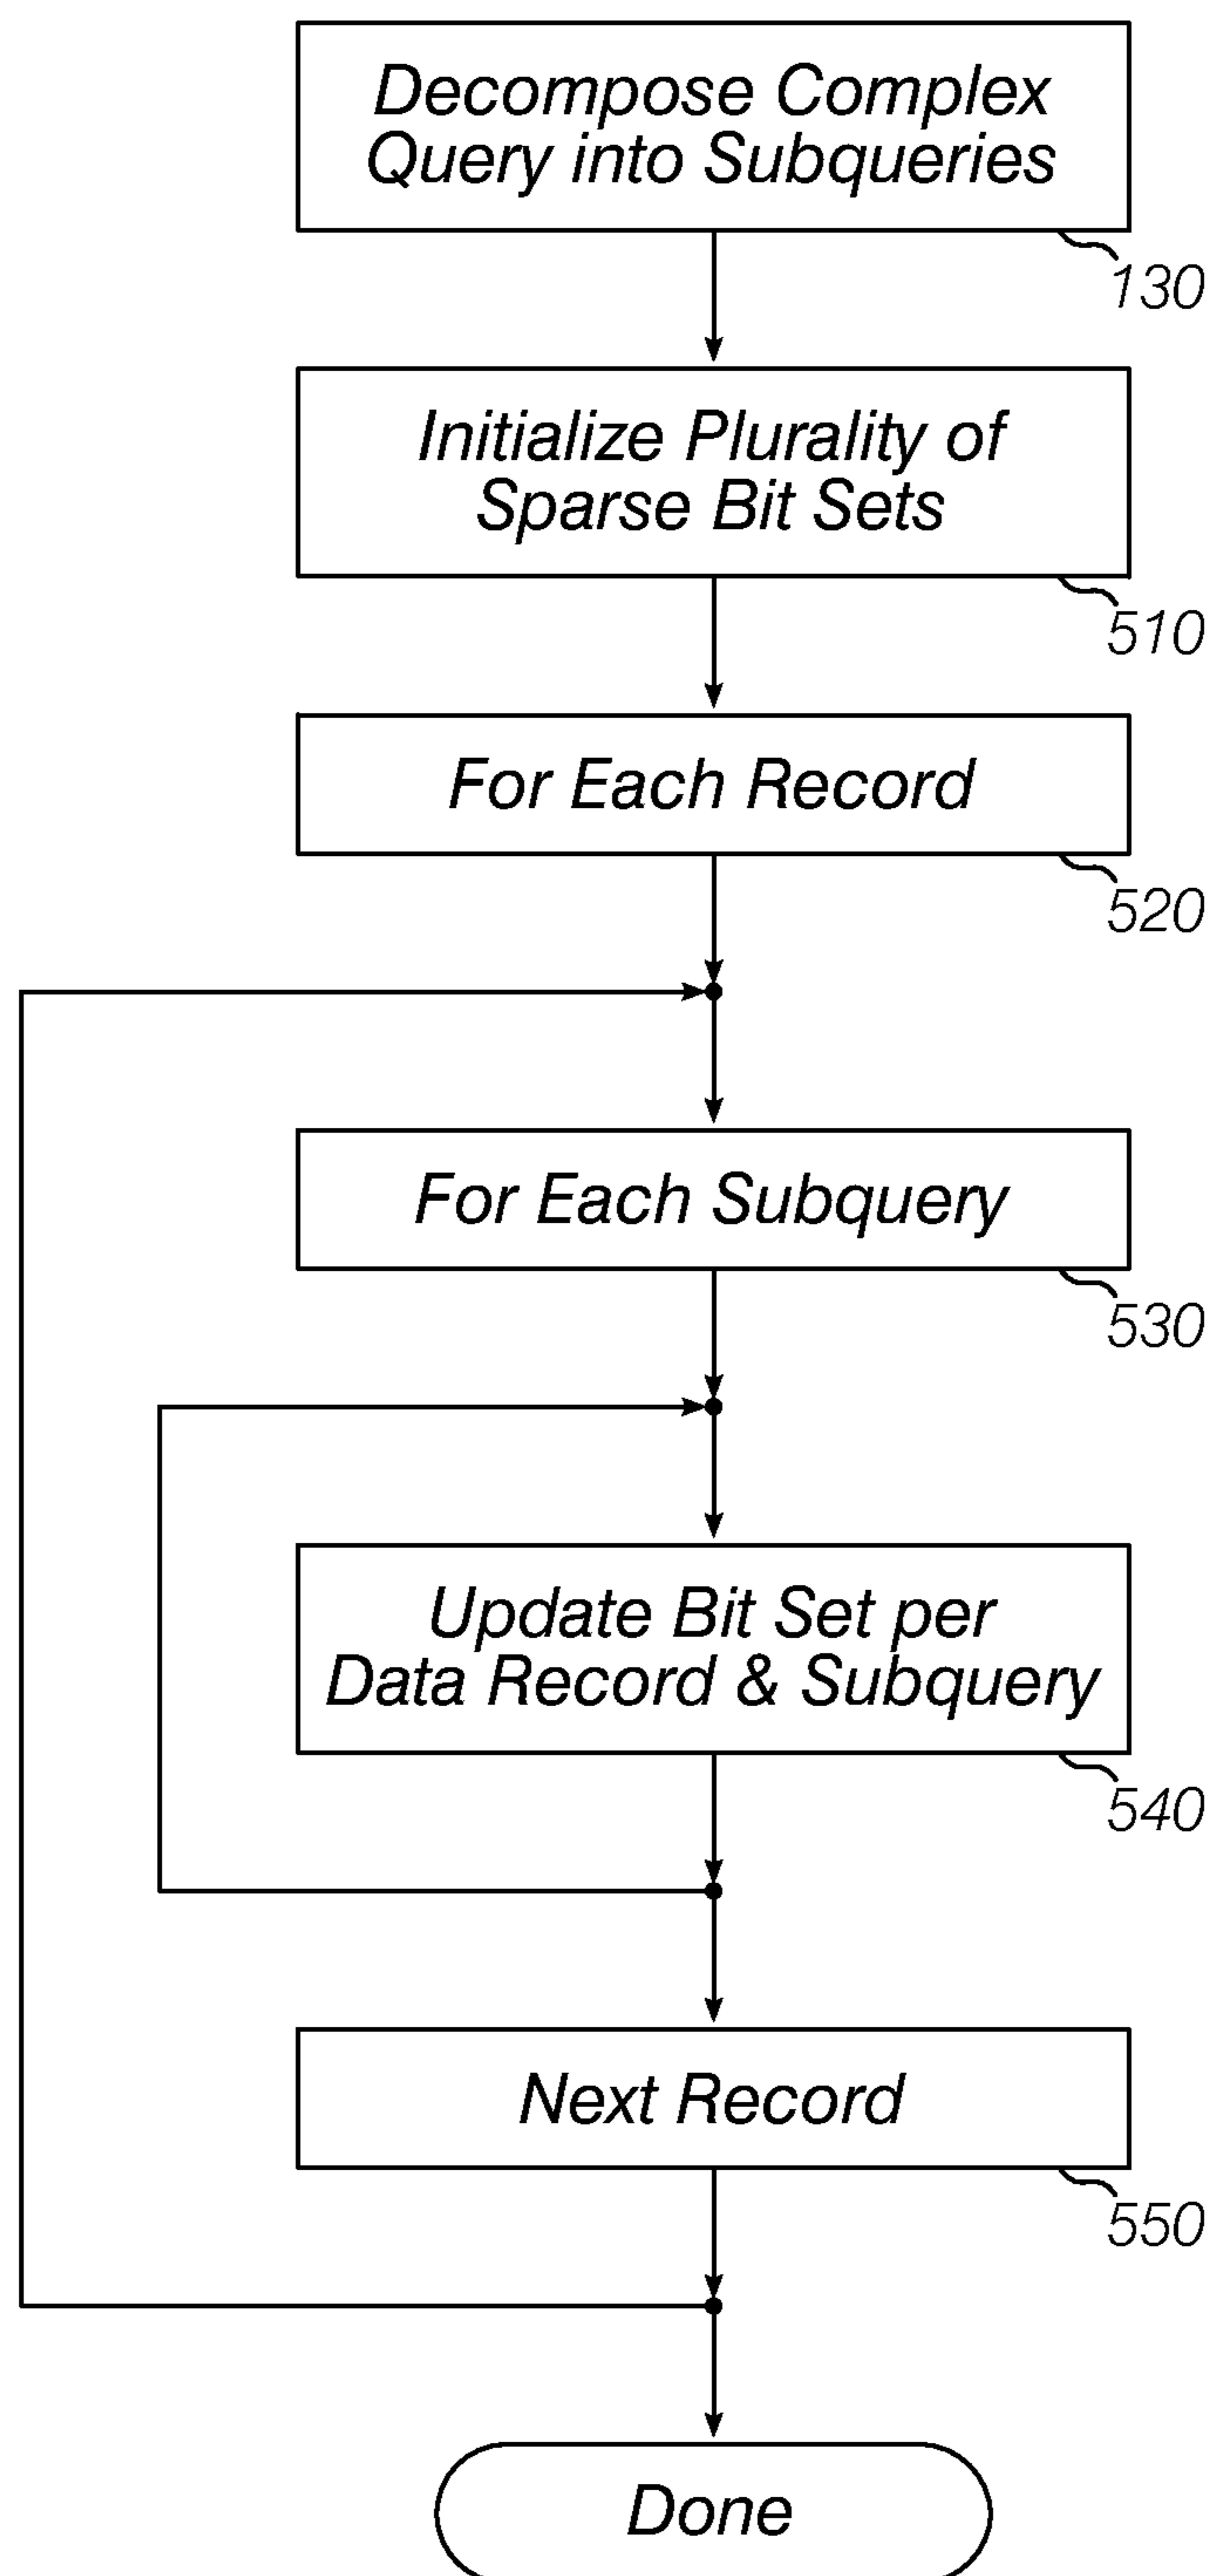 Decompose Complex
Query into Subqueries
130
Initialize Plurality of
Sparse Bit Sets
510
For Each Record
520
For Each Subquery
530
Update Bit Set per
Data Record & Subquery
540
Next Record
550
Done